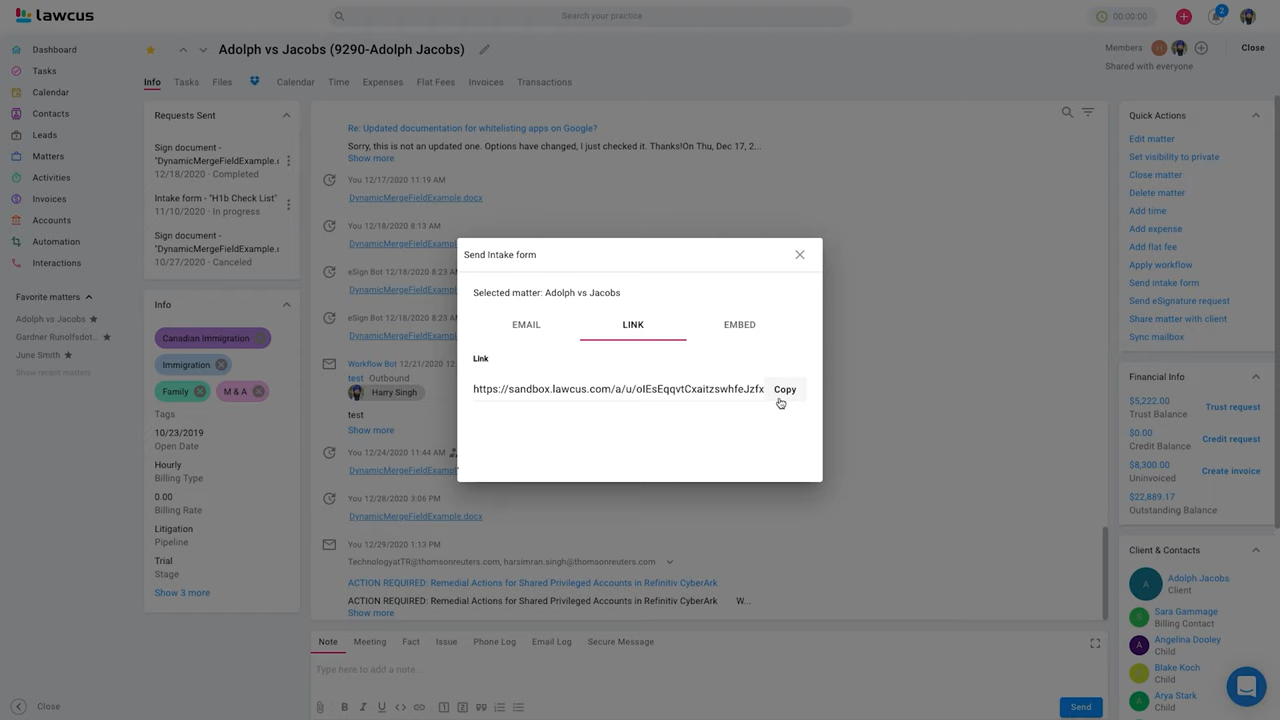 lawcus
Search your practice
00:00:00
2
Dashboard
Tasks
Calendar
Contacts
Leads
Matters
Activities
Invoices
Accounts
Automation
Interactions
Favorite matters
Adolph vs Jacobs
Gardner Runolfsdot...
June Smith
Show recent matters
Close
Adolph vs Jacobs (9290-Adolph Jacobs)
Members
Shared with everyone
Close
Info
Tasks
Files
Calendar
Time
Expenses
Flat Fees
Invoices
Transactions
Requests Sent
Sign document -
"DynamicMergeFieldExample.
12/18/2020 · Completed
Intake form - "H1b Check List"
11/10/2020 · In progress
Sign document -
"DynamicMergeFieldExample.
10/27/2020 · Canceled
Info
Canadian Immigration
Immigration
Family
M & A
Tags
10/23/2019
Open Date
Hourly
Billing Type
0.00
Billing Rate
Litigation
Pipeline
Trial
Stage
Show 3 more
Re: Updated documentation for whitelisting apps on Google?
Sorry, this is not an updated one. Options have changed, I just checked it. Thanks!On Thu, Dec 17, 2...
Show more
You 12/17/2020 11:19 AM
DynamicMergeFieldExample.docx
You 12/18/2020 8:13 AM
DynamicMergeFieldExample
eSign Bot 12/18/2020 8:23 AM
DynamicMergeFieldExample.
eSign Bot 12/18/2020 8:23 AM
DynamicMergeFieldExample.
Workflow Bot 12/21/2020 12:
test Outbound
Harry Singh
test
Show more
You 12/24/2020 11:44 AM
DynamicMergeFieldExampl
You 12/28/2020 3:06 PM
DynamicMergeFieldExample.docx
You 12/29/2020 1:13 PM
TechnologyatTR@thomsonreuters.com, harsimran.singh@thomsonreuters.com
ACTION REQUIRED: Remedial Actions for Shared Privileged Accounts in Refinitiv CyberArk
ACTION REQUIRED: Remedial Actions for Shared Privileged Accounts in Refinitiv CyberArk W...
Show more
Note
Meeting
Fact
Issue
Phone Log
Email Log
Secure Message
Type here to add a note...
B
I
U
Send
Send Intake form
Selected matter: Adolph vs Jacobs
EMAIL
LINK
EMBED
Link
https://sandbox.lawcus.com/a/u/oIEsEqqvtCxaitzswhfeJzfx
Copy
Quick Actions
Edit matter
Set visibility to private
Close matter
Delete matter
Add time
Add expense
Add flat fee
Apply workflow
Send intake form
Send eSignature request
Share matter with client
Sync mailbox
Financial Info
$5,222.00
Trust Balance
Trust request
$0.00
Credit Balance
Credit request
$8,300.00
Uninvoiced
Create invoice
$22,889.17
Outstanding Balance
Client & Contacts
A
Adolph Jacobs
Client
S
Sara Gammage
Billing Contact
A
Angelina Dooley
Child
B
Blake Koch
Child
A
Arya Stark
Child